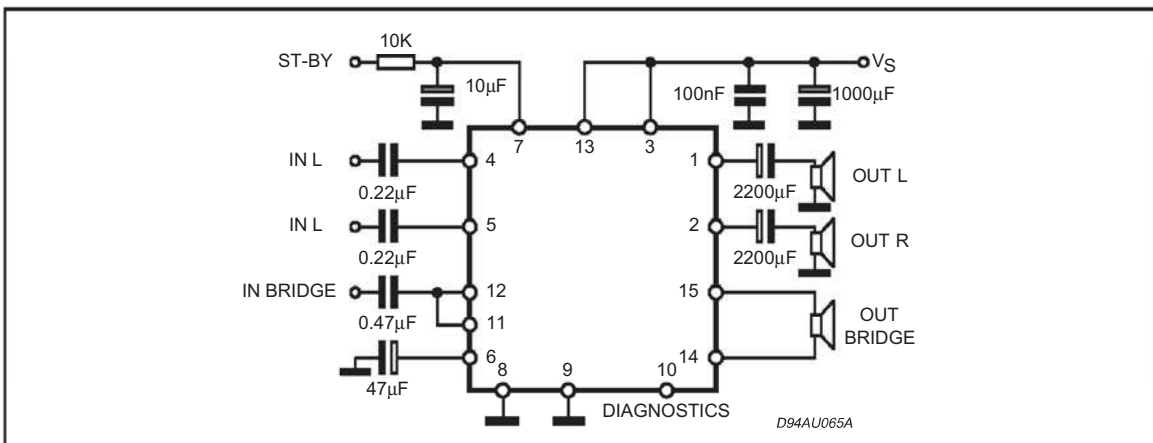 10K
ST-BY
10μF
100nF
1000μF
VS
7
13
3
IN L
0.22μF
4
1
2200μF
OUT L
IN L
0.22μF
5
2
2200μF
OUT R
IN BRIDGE
0.47μF
12
11
15
OUT
BRIDGE
14
47μF
6
8
9
10
DIAGNOSTICS
D94AU065A